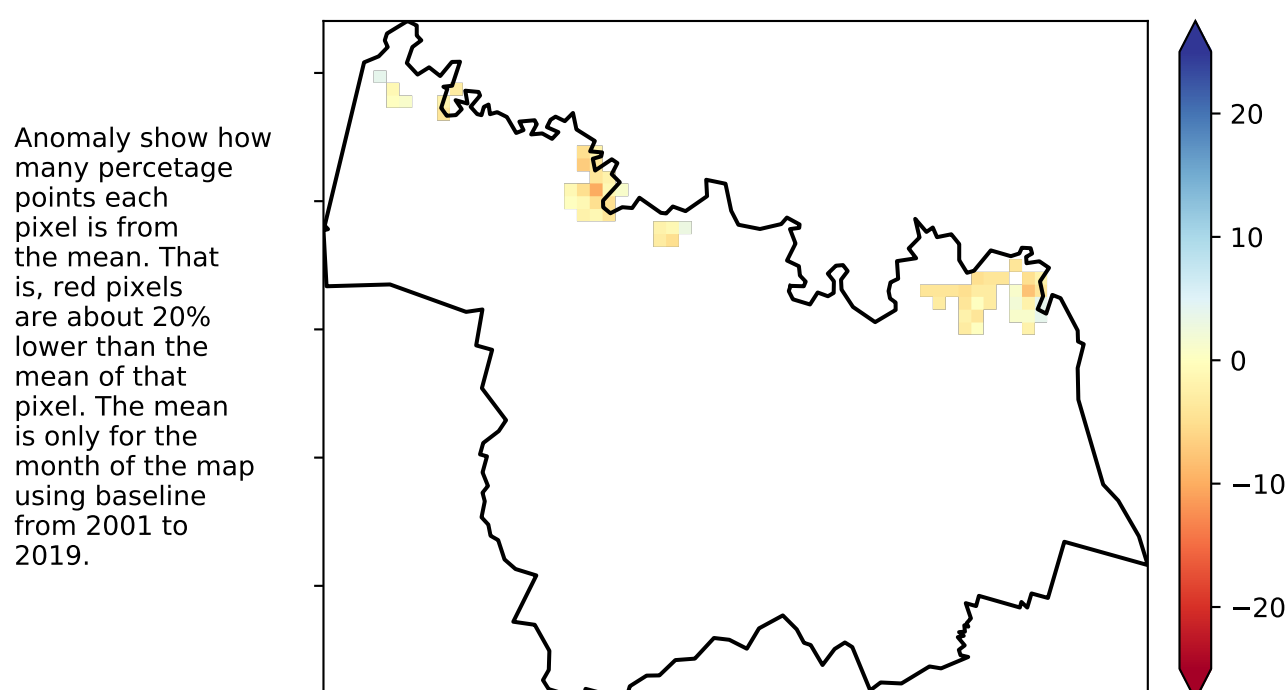 Anomaly show how
many percetage
points each
pixel is from
the mean. That
is, red pixels
are about 20%
lower than the
mean of that
pixel. The mean
is only for the
month of the map
using baseline
from 2001 to
2019.
20
10
0
−10
−20